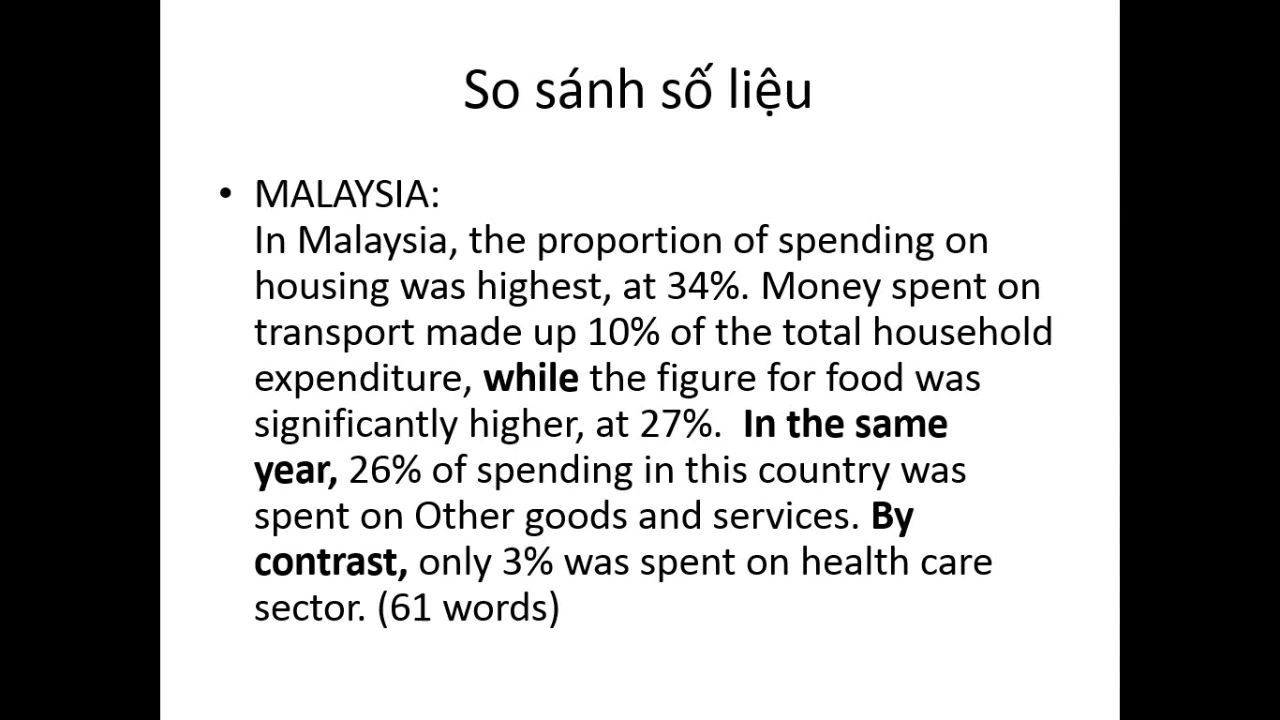 So sánh số liệu
• MALAYSIA:
In Malaysia, the proportion of spending on
housing was highest, at 34%. Money spent on
transport made up 10% of the total household
expenditure, while the figure for food was
significantly higher, at 27%.  In the same
year, 26% of spending in this country was
spent on Other goods and services. By
contrast, only 3% was spent on health care
sector. (61 words)